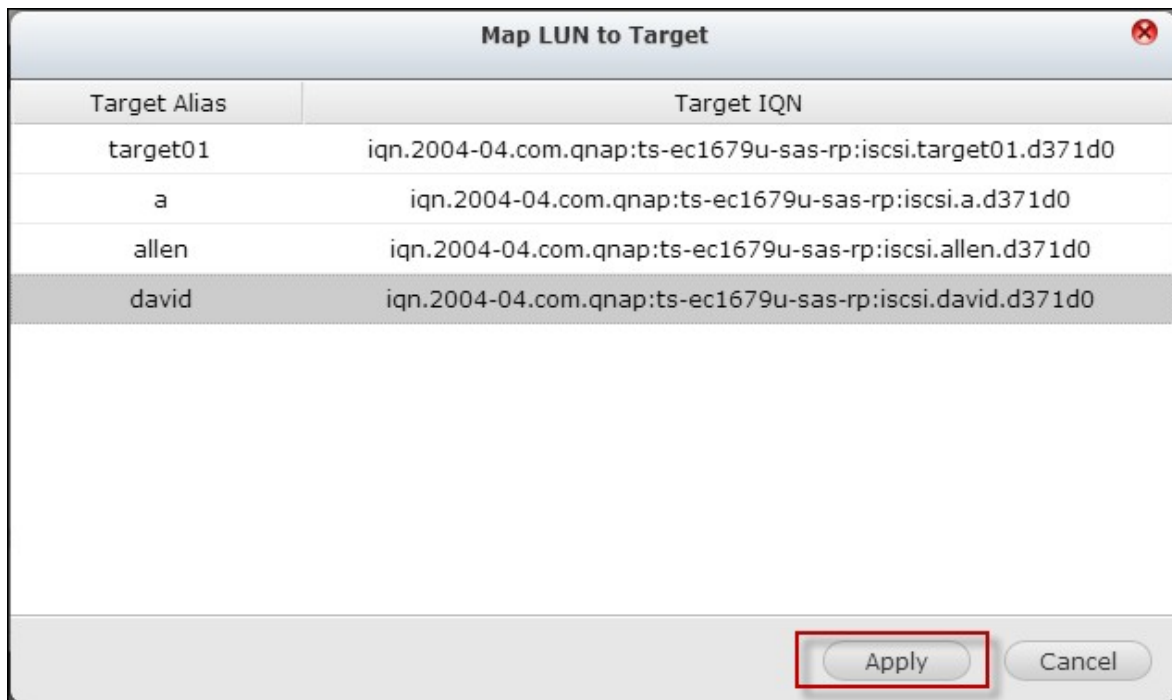 Map LUN to Target
Target Alias Target IQN
target01 iqn.2004-04.com.qnap:ts-ec1679u-sas-rp:iscsi.target01.d371d0
a iqn.2004-04.com.qnap:ts-ec1679u-sas-rp:iscsi.a.d371d0
allen iqn.2004-04.com.qnap:ts-ec1679u-sas-rp:iscsi.allen.d371d0
david iqn.2004-04.com.qnap:ts-ec1679u-sas-rp:iscsi.david.d371d0
Apply Cancel